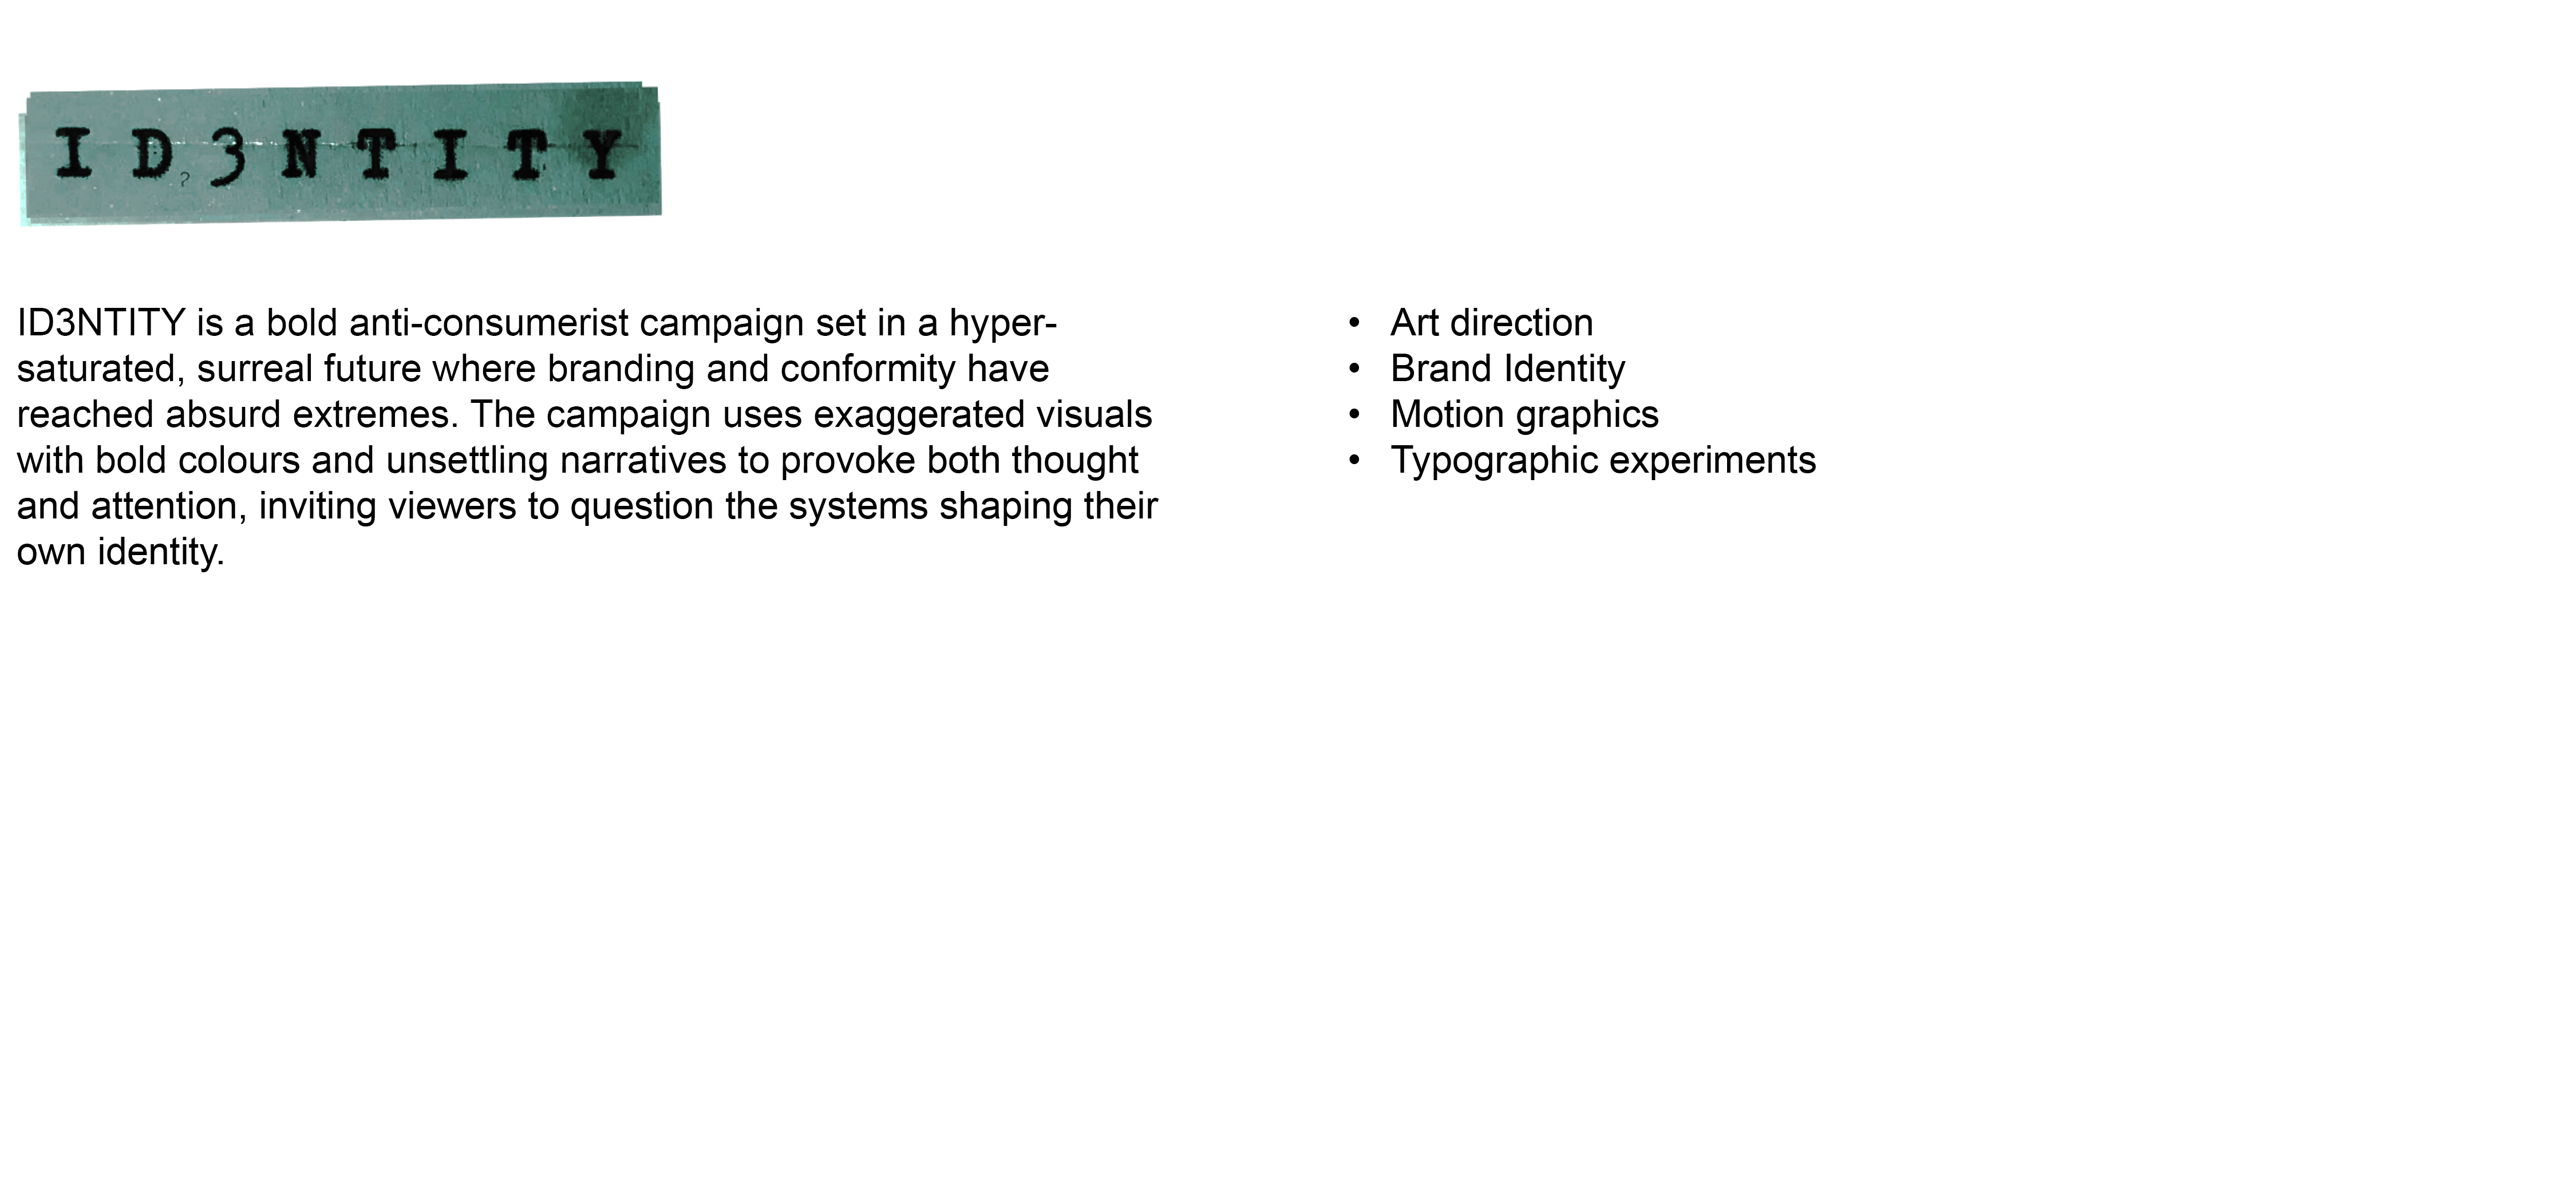 ID?3NTITY
ID3NTITY is a bold anti-consumerist campaign set in a hyper-
saturated, surreal future where branding and conformity have
reached absurd extremes. The campaign uses exaggerated visuals
with bold colours and unsettling narratives to provoke both thought
and attention, inviting viewers to question the systems shaping their
own identity.
• Art direction
• Brand Identity
• Motion graphics
• Typographic experiments